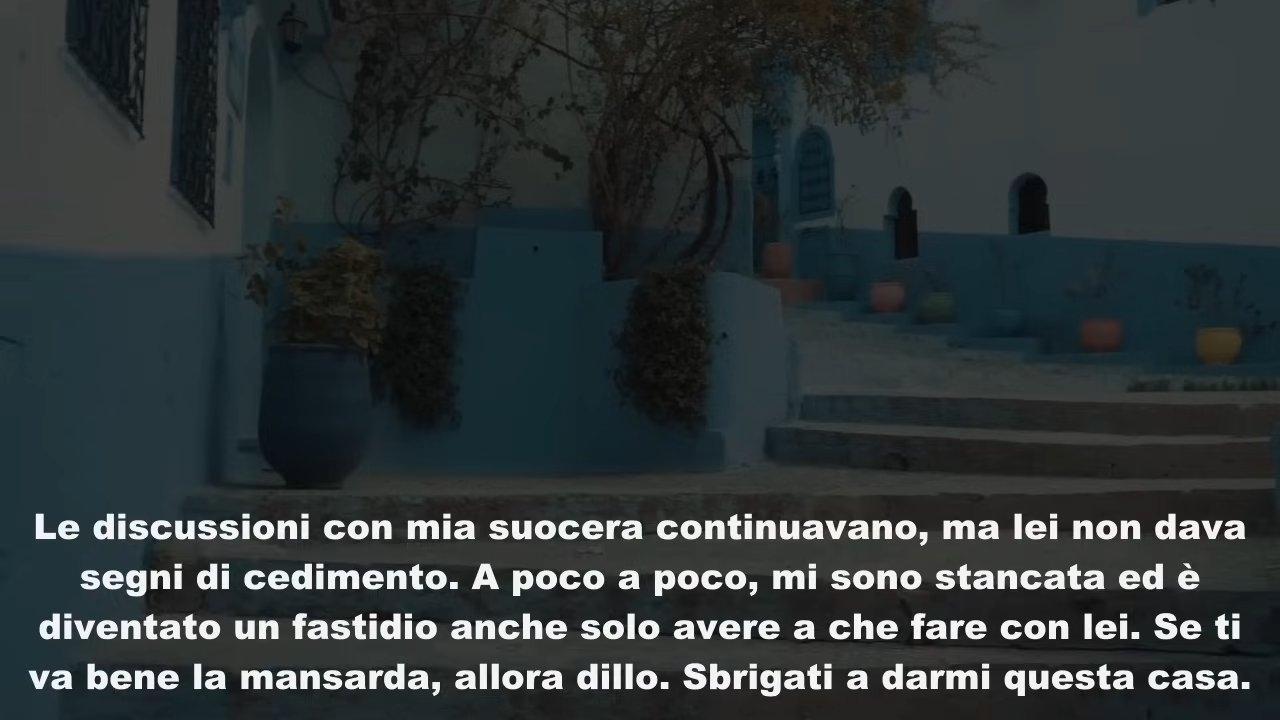 Le discussioni con mia suocera continuavano, ma lei non dava
segni di cedimento. A poco a poco, mi sono stancata ed è
diventato un fastidio anche solo avere a che fare con lei. Se ti
va bene la mansarda, allora dillo. Sbrigati a darmi questa casa.